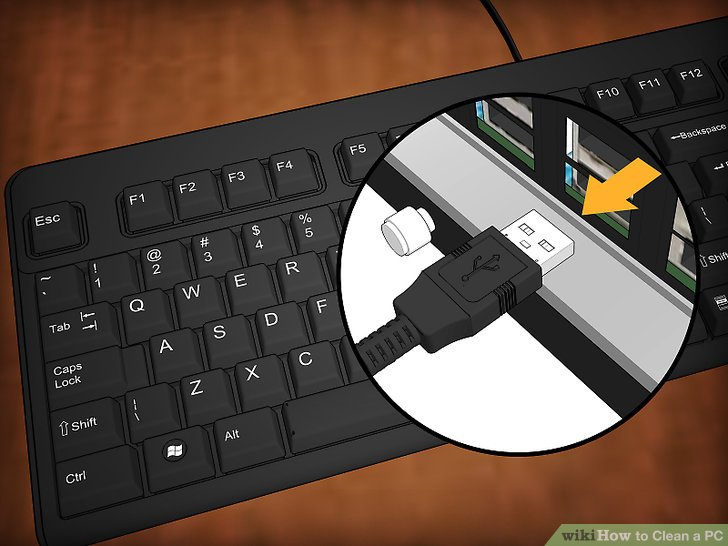 F10 F11 F12
Backspace
F1 F2 F3 F4 F5
Esc
~ ! @ # $ %
` 1 2 3 4 5
Tab Q W E R
Caps
Lock
A S D F
Shift
| \ Z X C
Ctrl
Alt
Shift
wikiHow to Clean a PC